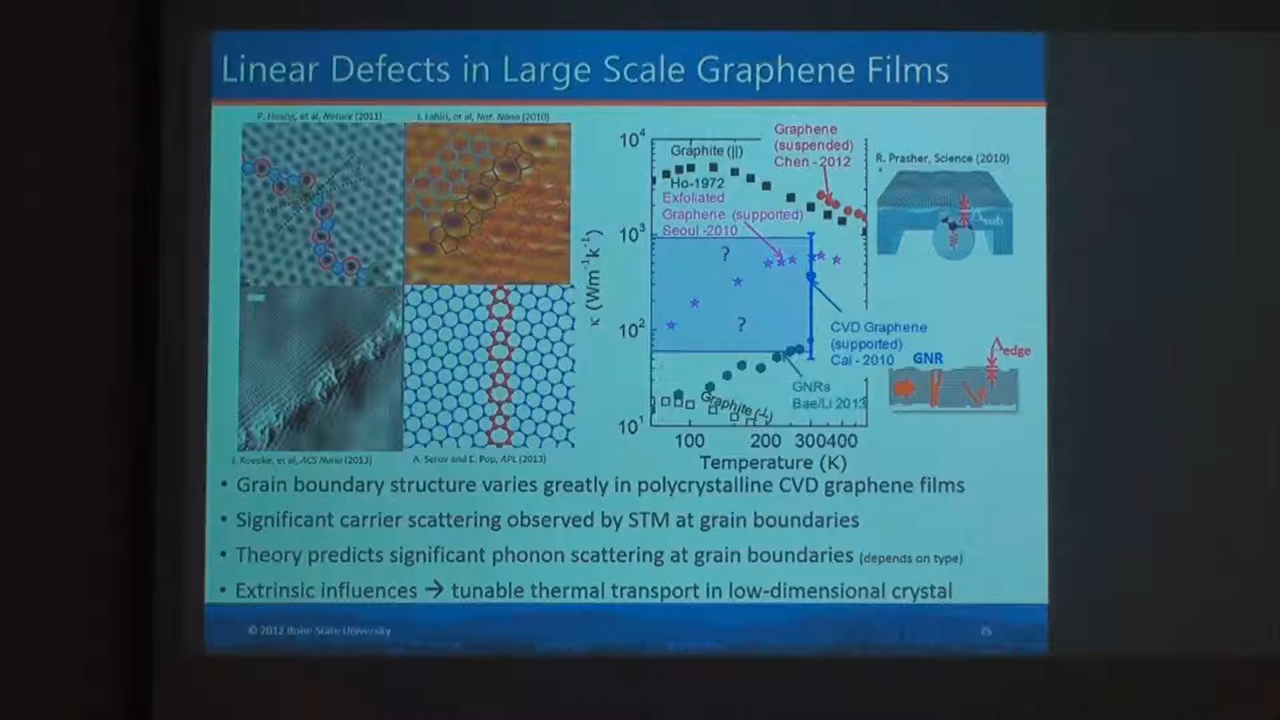 Linear Defects in Large Scale Graphene Films
P. Huang, et al, Nature (2011)
J. Lahiri, et al, Nat. Nano (2010)
J. Koepke, et al, ACS Nano (2013)
A. Serov and E. Pop, APL (2013)
κ (Wm⁻¹k⁻¹)
10⁴
10³
10²
10¹
Graphite (||)
Ho-1972
Exfoliated
Graphene (supported)
Seoul -2010
Graphene
(suspended)
Chen - 2012
?
?
CVD Graphene
(supported)
Cai - 2010
GNRs
Bae/Li 2013
Graphite (⊥)
100 200 300 400
Temperature (K)
R. Prasher, Science (2010)
Δsub
GNR
Δedge
• Grain boundary structure varies greatly in polycrystalline CVD graphene films
• Significant carrier scattering observed by STM at grain boundaries
• Theory predicts significant phonon scattering at grain boundaries (depends on type)
• Extrinsic influences → tunable thermal transport in low-dimensional crystal
© 2012 Boise State University